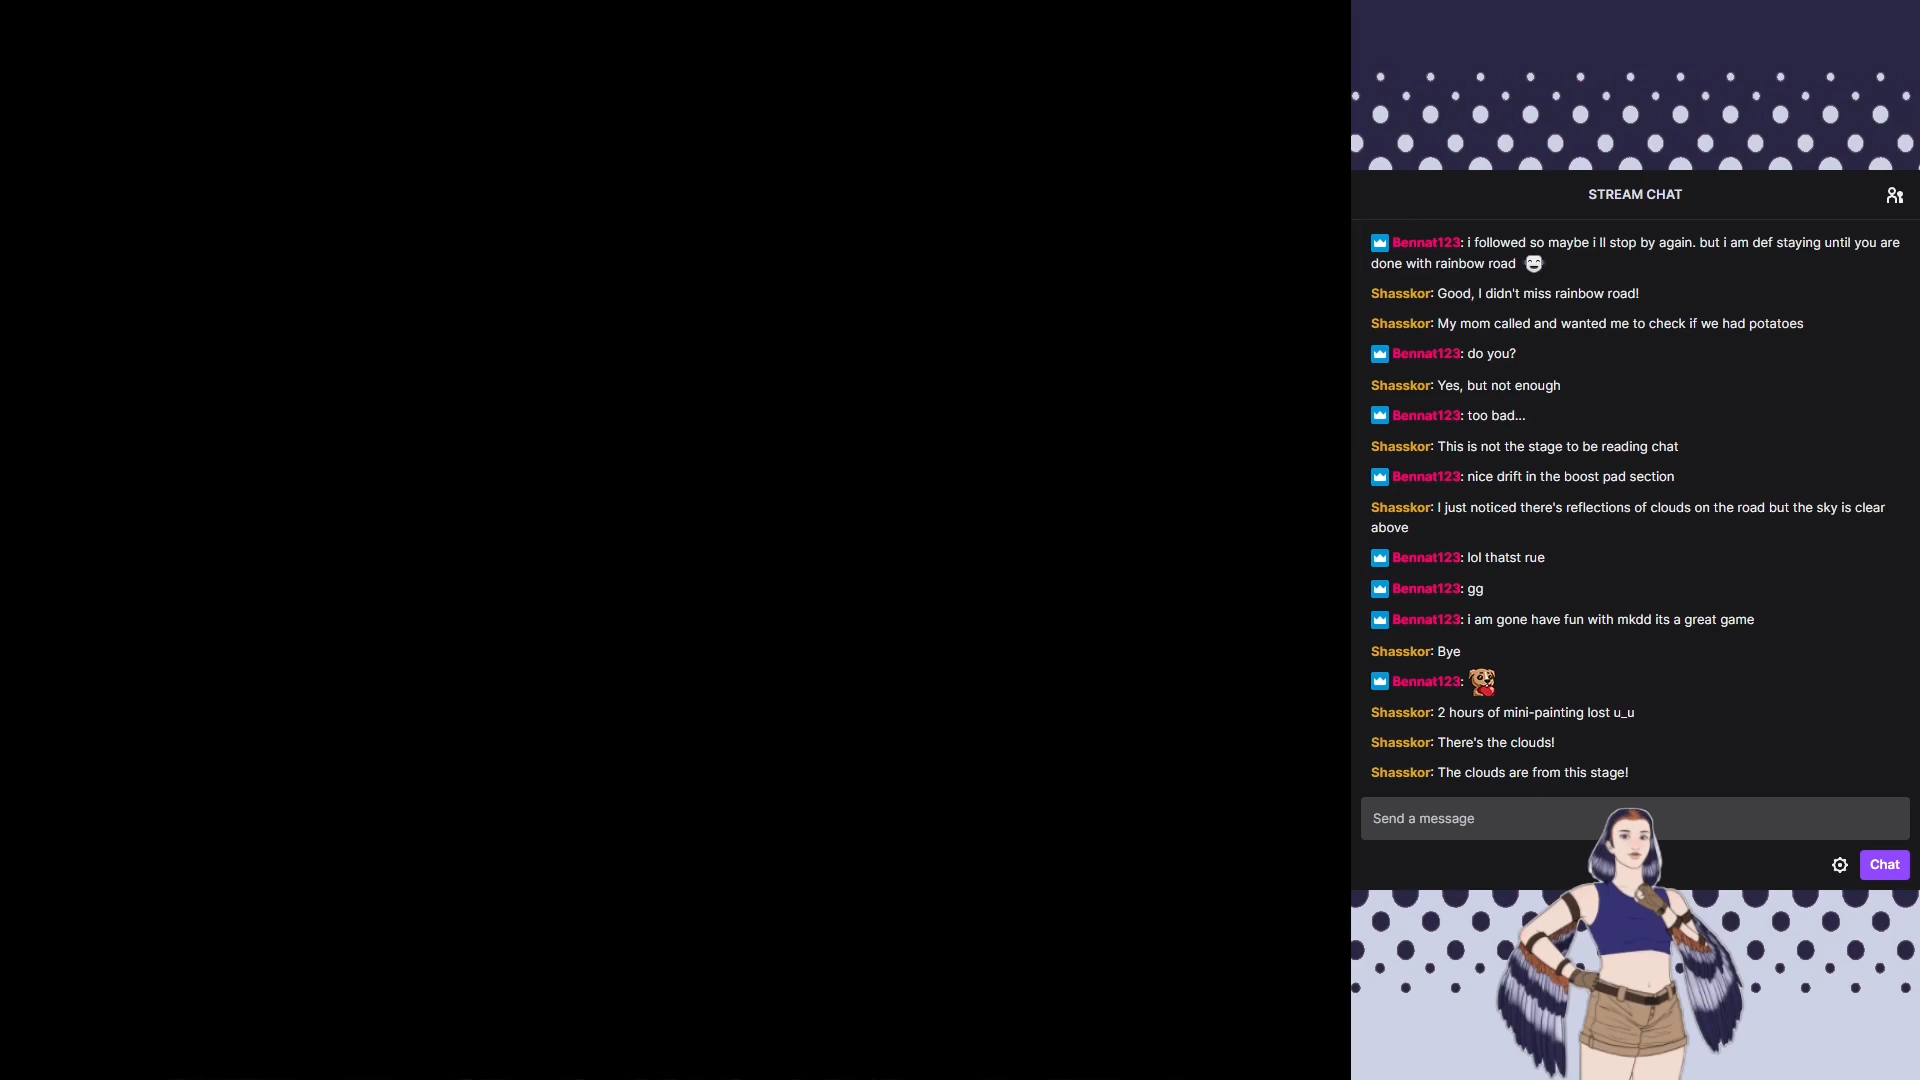 STREAM CHAT
Bennat123: i followed so maybe i ll stop by again. but i am def staying until you are
done with rainbow road
Shasskor: Good, I didn't miss rainbow road!
Shasskor: My mom called and wanted me to check if we had potatoes
Bennat123: do you?
Shasskor: Yes, but not enough
Bennat123: too bad...
Shasskor: This is not the stage to be reading chat
Bennat123: nice drift in the boost pad section
Shasskor: I just noticed there's reflections of clouds on the road but the sky is clear
above
Bennat123: lol thatst rue
Bennat123: gg
Bennat123: i am gone have fun with mkdd its a great game
Shasskor: Bye
Bennat123:
Shasskor: 2 hours of mini-painting lost u_u
Shasskor: There's the clouds!
Shasskor: The clouds are from this stage!
Send a message
Chat